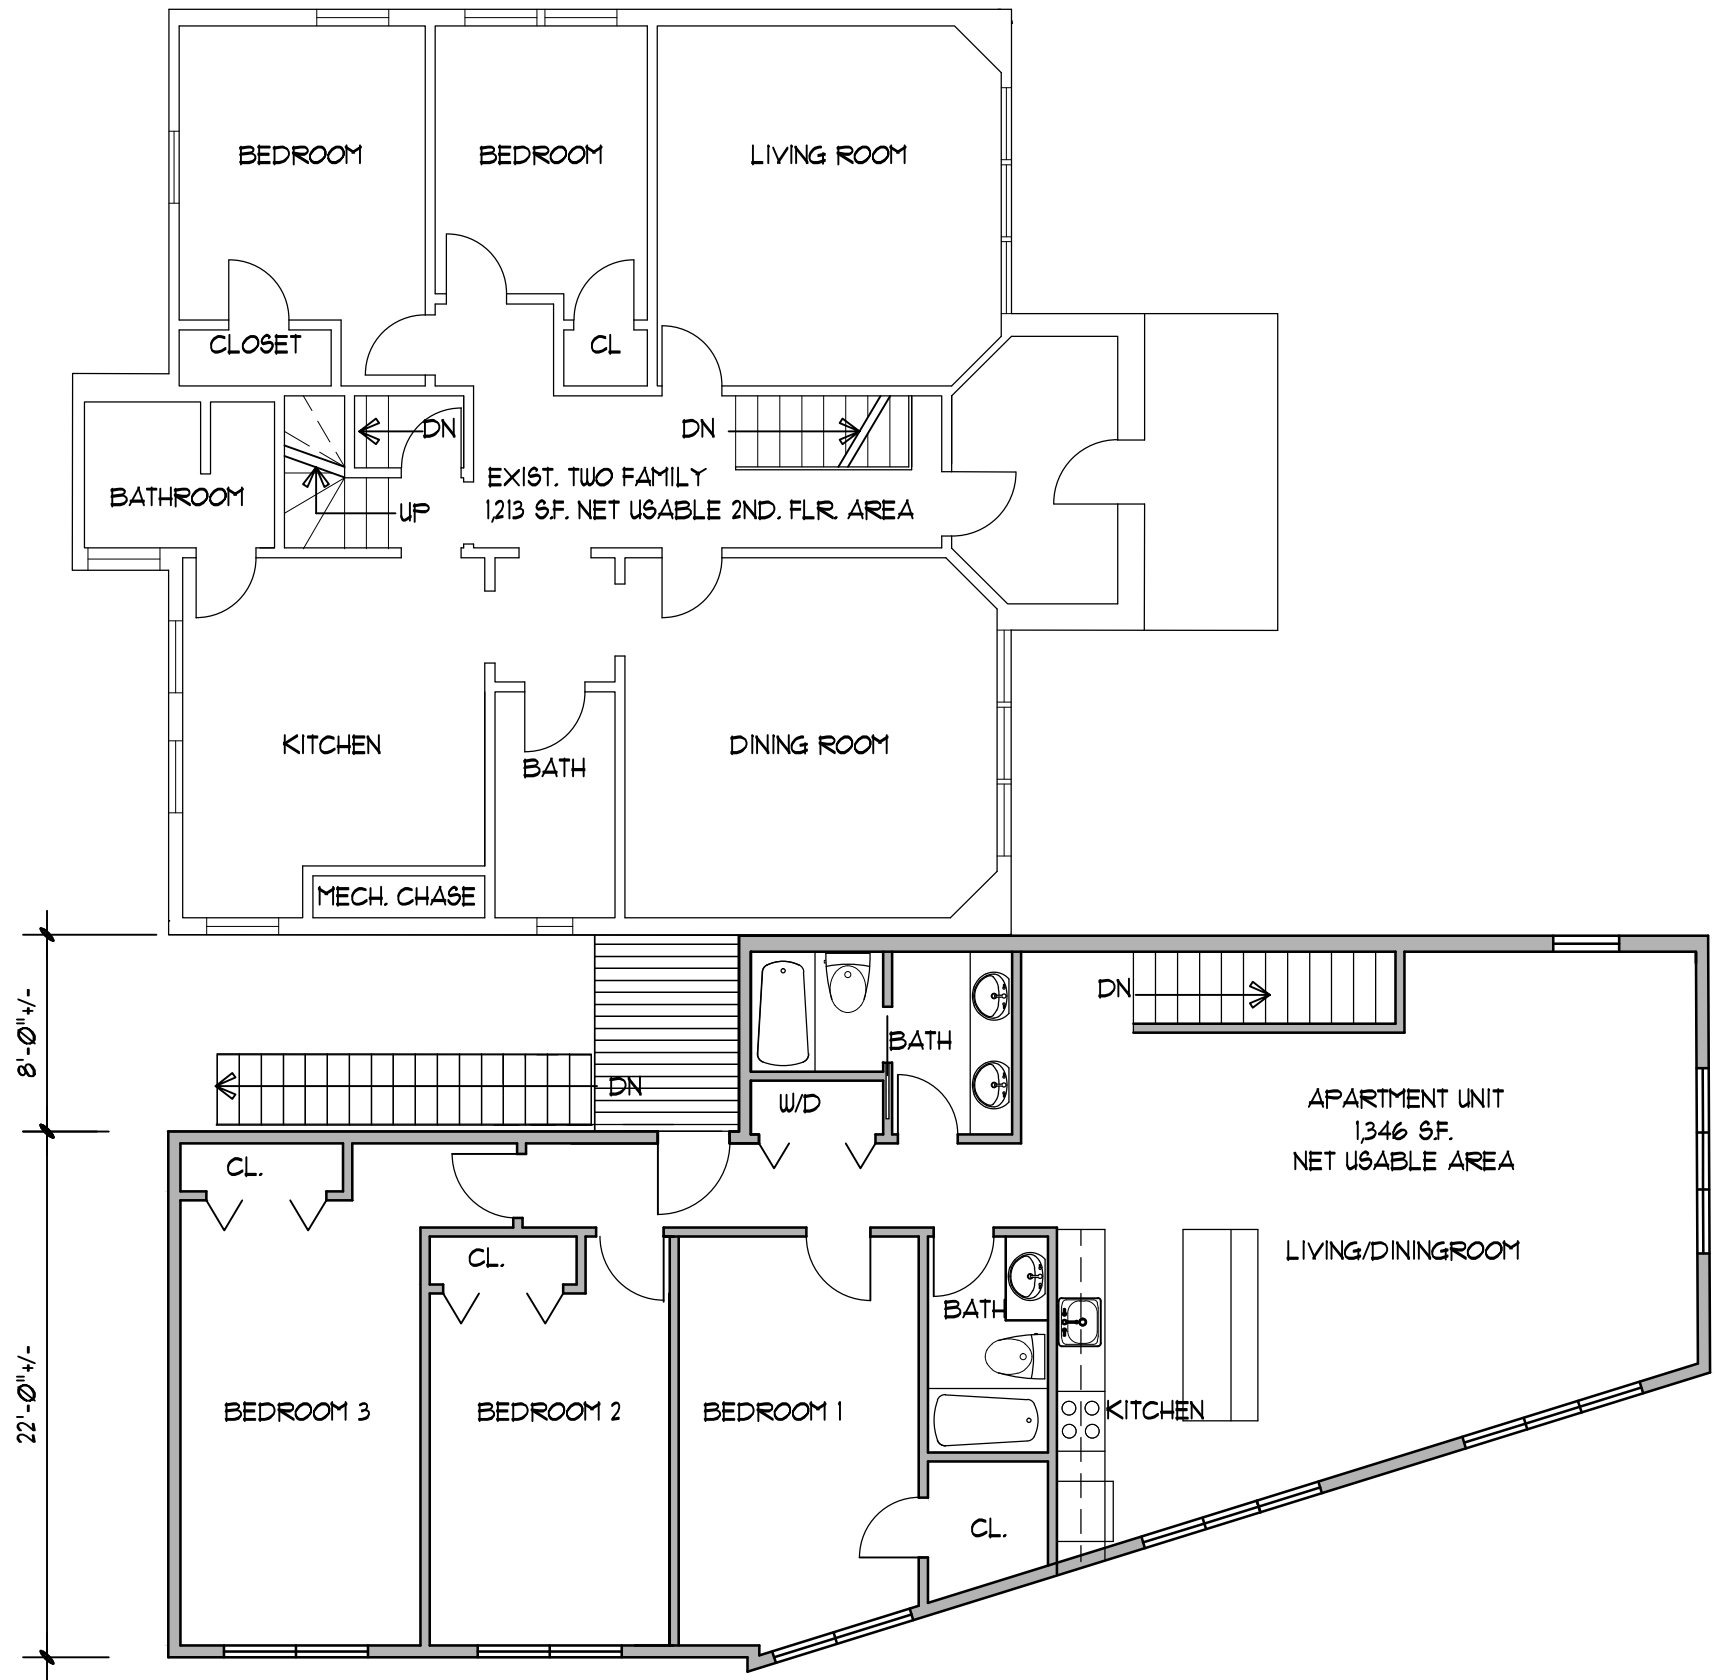 BEDROOM
BEDROOM
LIVING ROOM
CLOSET
CL
DN
DN
BATHROOM
UP
EXIST. TWO FAMILY
1,213 S.F. NET USABLE 2ND. FLR. AREA
KITCHEN
BATH
DINING ROOM
MECH. CHASE
8'-0"+/-
DN
BATH
W/D
DN
APARTMENT UNIT
1,346 S.F.
NET USABLE AREA
CL.
CL.
LIVING/DININGROOM
BATH
22'-0"+/-
BEDROOM 3
BEDROOM 2
BEDROOM 1
KITCHEN
CL.